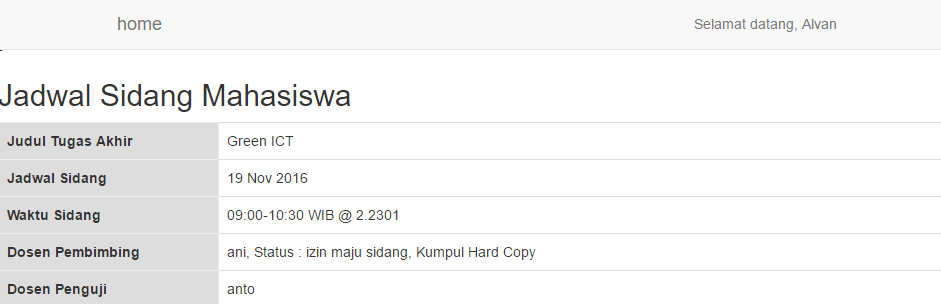 home Selamat datang, Alvan
Jadwal Sidang Mahasiswa
Judul Tugas Akhir Green ICT
Jadwal Sidang 19 Nov 2016
Waktu Sidang 09:00-10:30 WIB @ 2.2301
Dosen Pembimbing ani, Status : izin maju sidang, Kumpul Hard Copy
Dosen Penguji anto